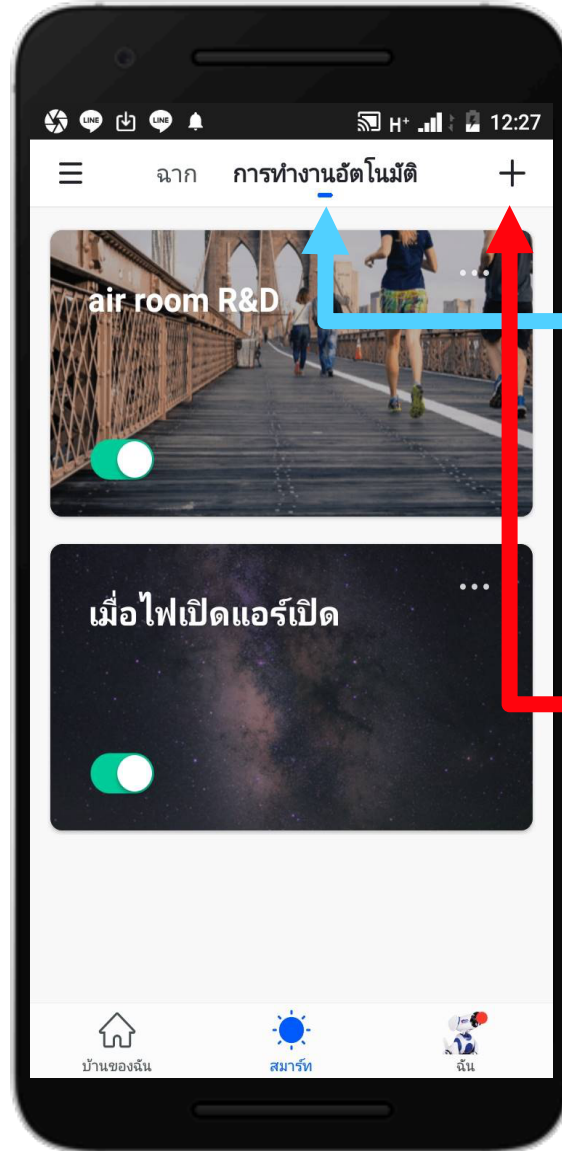 LINE LINE H+ 12:27
ฉาก การทำงานอัตโนมัติ
air room R&D
เมื่อไฟเปิดแอร์เปิด
บ้านของฉัน สมาร์ท ฉัน